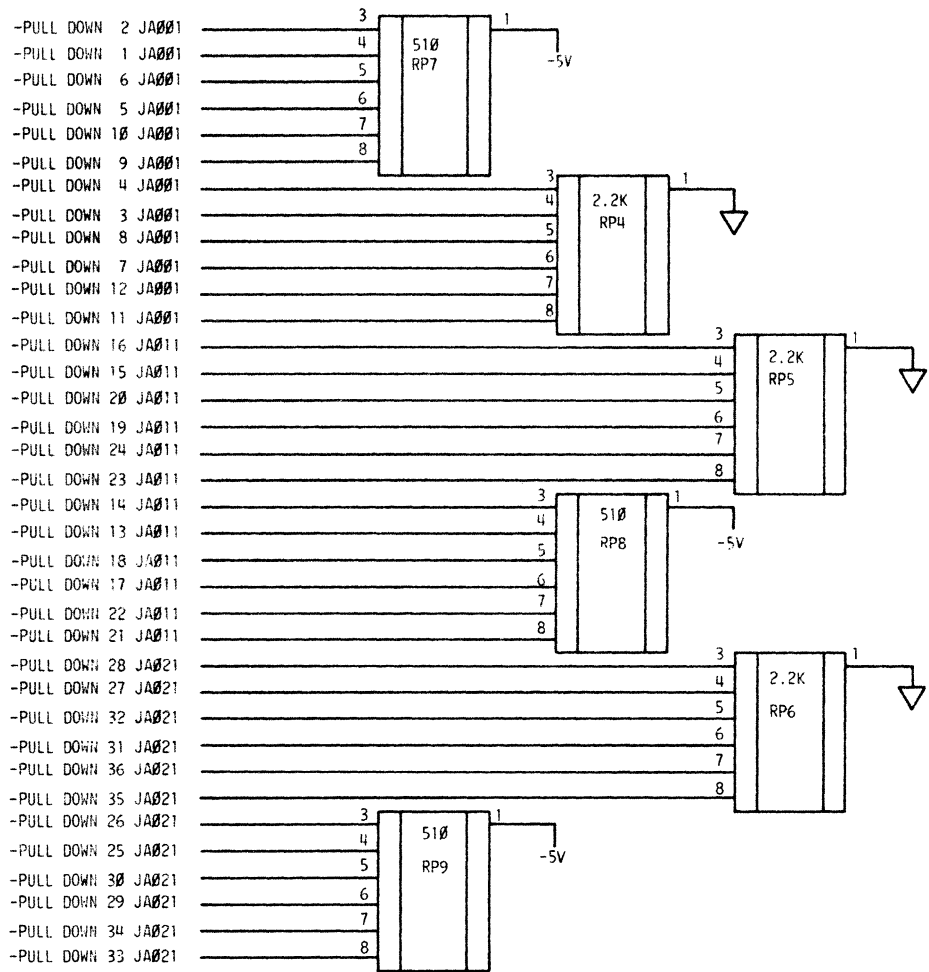 -PULL DOWN 2 JAØØ1 3 1
-PULL DOWN 1 JAØØ1 4 51Ø
-PULL DOWN 6 JAØØ1 5 RP7 -5V
-PULL DOWN 5 JAØØ1 6
-PULL DOWN 1Ø JAØØ1 7
-PULL DOWN 9 JAØØ1 8
-PULL DOWN 4 JAØØ1 3 1
-PULL DOWN 3 JAØØ1 4 2.2K
-PULL DOWN 8 JAØØ1 5 RP4
-PULL DOWN 7 JAØØ1 6
-PULL DOWN 12 JAØØ1 7
-PULL DOWN 11 JAØØ1 8
-PULL DOWN 16 JAØ11 3 1
-PULL DOWN 15 JAØ11 4 2.2K
-PULL DOWN 2Ø JAØ11 5 RP5
-PULL DOWN 19 JAØ11 6
-PULL DOWN 24 JAØ11 7
-PULL DOWN 23 JAØ11 8
-PULL DOWN 14 JAØ11 3 1
-PULL DOWN 13 JAØ11 4 51Ø
-PULL DOWN 18 JAØ11 5 RP8 -5V
-PULL DOWN 17 JAØ11 6
-PULL DOWN 22 JAØ11 7
-PULL DOWN 21 JAØ11 8
-PULL DOWN 28 JAØ21 3 1
-PULL DOWN 27 JAØ21 4 2.2K
-PULL DOWN 32 JAØ21 5 RP6
-PULL DOWN 31 JAØ21 6
-PULL DOWN 36 JAØ21 7
-PULL DOWN 35 JAØ21 8
-PULL DOWN 26 JAØ21 3 1
-PULL DOWN 25 JAØ21 4 51Ø
-PULL DOWN 3Ø JAØ21 5 RP9 -5V
-PULL DOWN 29 JAØ21 6
-PULL DOWN 34 JAØ21 7
-PULL DOWN 33 JAØ21 8